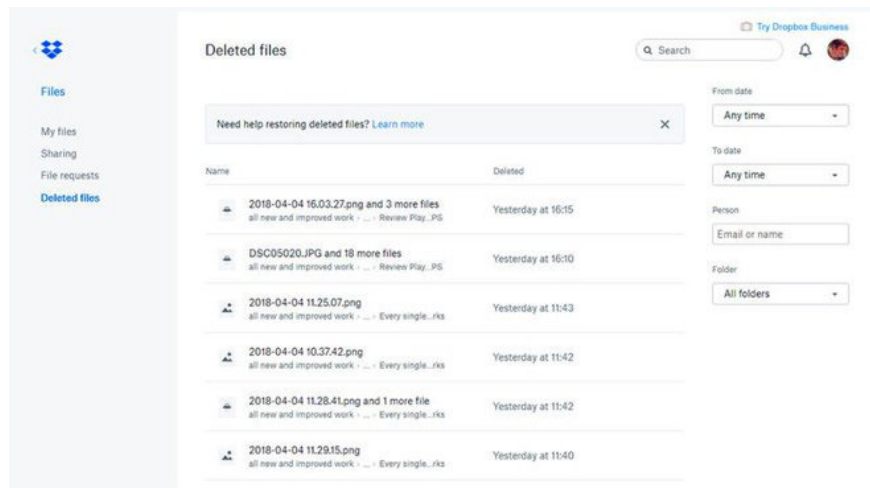 Try Dropbox Business
Deleted files
Search
Files
My files
Sharing
File requests
Deleted files
Need help restoring deleted files? Learn more
Name Deleted
2018-04-04 16.03.27.png and 3 more files
all new and improved work › ... › Review Play...PS
Yesterday at 16:15
DSC05020.JPG and 18 more files
all new and improved work › ... › Review Play...PS
Yesterday at 16:10
2018-04-04 11.25.07.png
all new and improved work › ... › Every single...rks
Yesterday at 11:43
2018-04-04 10.37.42.png
all new and improved work › ... › Every single...rks
Yesterday at 11:42
2018-04-04 11.28.41.png and 1 more file
all new and improved work › ... › Every single...rks
Yesterday at 11:42
2018-04-04 11.29.15.png
all new and improved work › ... › Every single...rks
Yesterday at 11:40
From date
Any time
To date
Any time
Person
Email or name
Folder
All folders